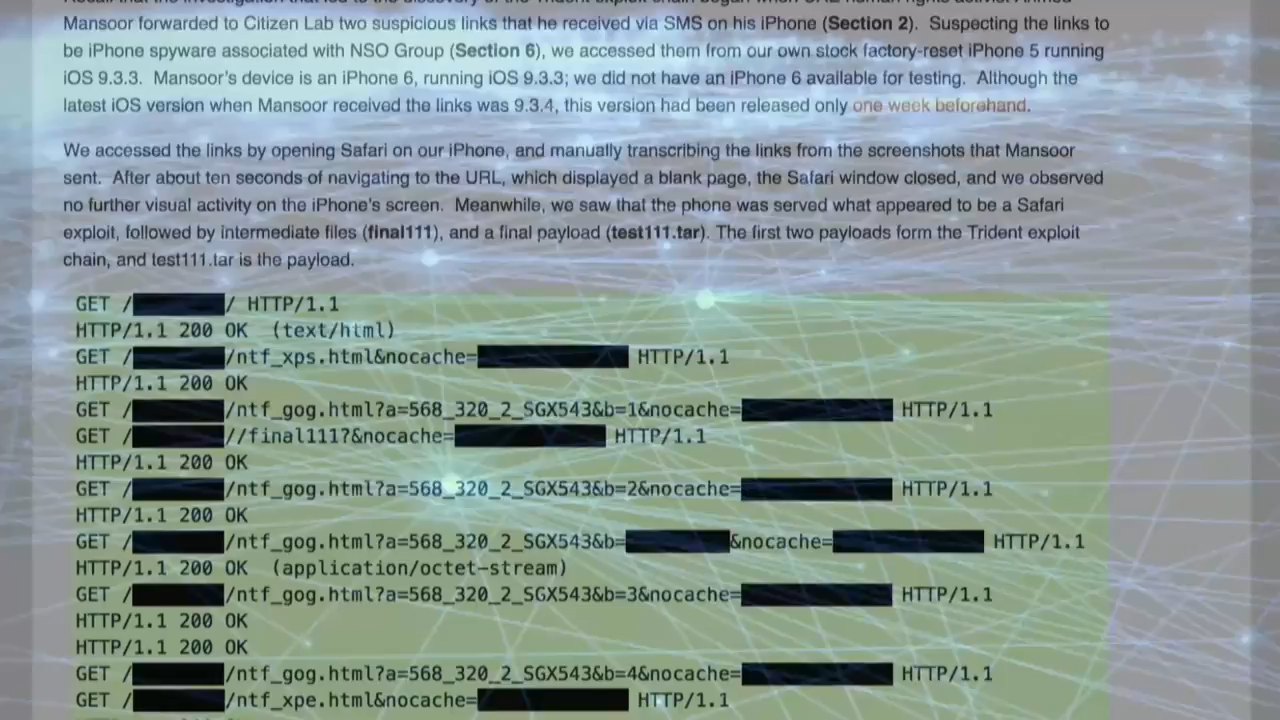 Mansoor forwarded to Citizen Lab two suspicious links that he received via SMS on his iPhone (Section 2).  Suspecting the links to
be iPhone spyware associated with NSO Group (Section 6), we accessed them from our own stock factory-reset iPhone 5 running
iOS 9.3.3.  Mansoor's device is an iPhone 6, running iOS 9.3.3; we did not have an iPhone 6 available for testing.  Although the
latest iOS version when Mansoor received the links was 9.3.4, this version had been released only one week beforehand.
We accessed the links by opening Safari on our iPhone, and manually transcribing the links from the screenshots that Mansoor
sent.  After about ten seconds of navigating to the URL, which displayed a blank page, the Safari window closed, and we observed
no further visual activity on the iPhone's screen.  Meanwhile, we saw that the phone was served what appeared to be a Safari
exploit, followed by intermediate files (final111), and a final payload (test111.tar). The first two payloads form the Trident exploit
chain, and test111.tar is the payload.
GET / / HTTP/1.1
HTTP/1.1 200 OK  (text/html)
GET / /ntf_xps.html&nocache= HTTP/1.1
HTTP/1.1 200 OK
GET / /ntf_gog.html?a=568_320_2_SGX543&b=1&nocache= HTTP/1.1
GET / //final111?&nocache= HTTP/1.1
HTTP/1.1 200 OK
GET / /ntf_gog.html?a=568_320_2_SGX543&b=2&nocache= HTTP/1.1
HTTP/1.1 200 OK
GET / /ntf_gog.html?a=568_320_2_SGX543&b= &nocache= HTTP/1.1
HTTP/1.1 200 OK  (application/octet-stream)
GET / /ntf_gog.html?a=568_320_2_SGX543&b=3&nocache= HTTP/1.1
HTTP/1.1 200 OK
HTTP/1.1 200 OK
GET / /ntf_gog.html?a=568_320_2_SGX543&b=4&nocache= HTTP/1.1
GET / /ntf_xpe.html&nocache= HTTP/1.1